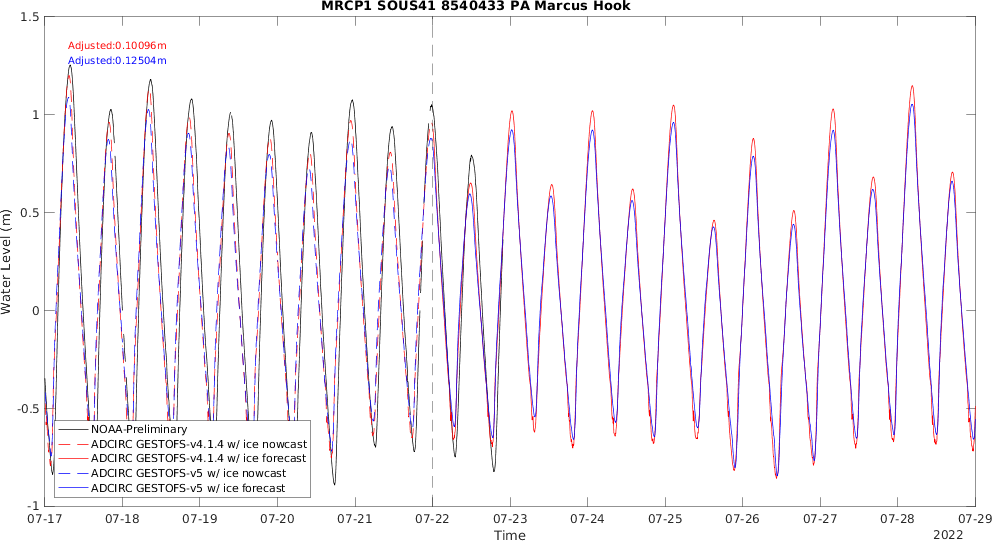 MRCP1 SOUS41 8540433 PA Marcus Hook
Adjusted:0.10096m
Adjusted:0.12504m
Water Level (m)
1.5
1
0.5
0
-0.5
-1
NOAA-Preliminary
ADCIRC GESTOFS-v4.1.4 w/ ice nowcast
ADCIRC GESTOFS-v4.1.4 w/ ice forecast
ADCIRC GESTOFS-v5 w/ ice nowcast
ADCIRC GESTOFS-v5 w/ ice forecast
07-17 07-18 07-19 07-20 07-21 07-22 07-23 07-24 07-25 07-26 07-27 07-28 07-29
Time
2022